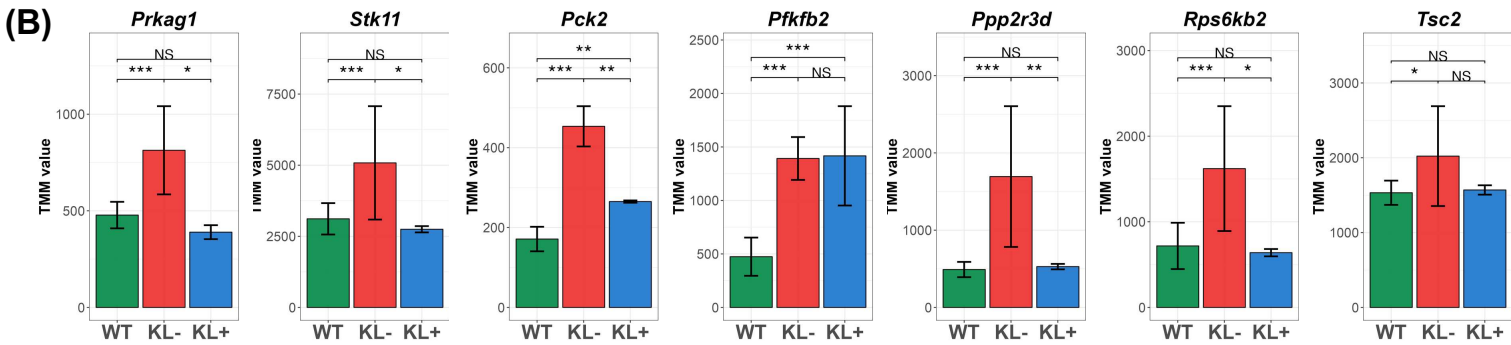 (B)
Prkag1
TMM value
1000
500
0
NS
*** *
WT KL- KL+
Stk11
TMM value
7500
5000
2500
0
NS
*** *
WT KL- KL+
Pck2
TMM value
600
400
200
0
**
*** **
WT KL- KL+
Pfkfb2
TMM value
2500
2000
1500
1000
500
0
***
*** NS
WT KL- KL+
Ppp2r3d
TMM value
3000
2000
1000
0
NS
*** **
WT KL- KL+
Rps6kb2
TMM value
3000
2000
1000
0
NS
*** *
WT KL- KL+
Tsc2
TMM value
3000
2000
1000
0
NS
* NS
WT KL- KL+